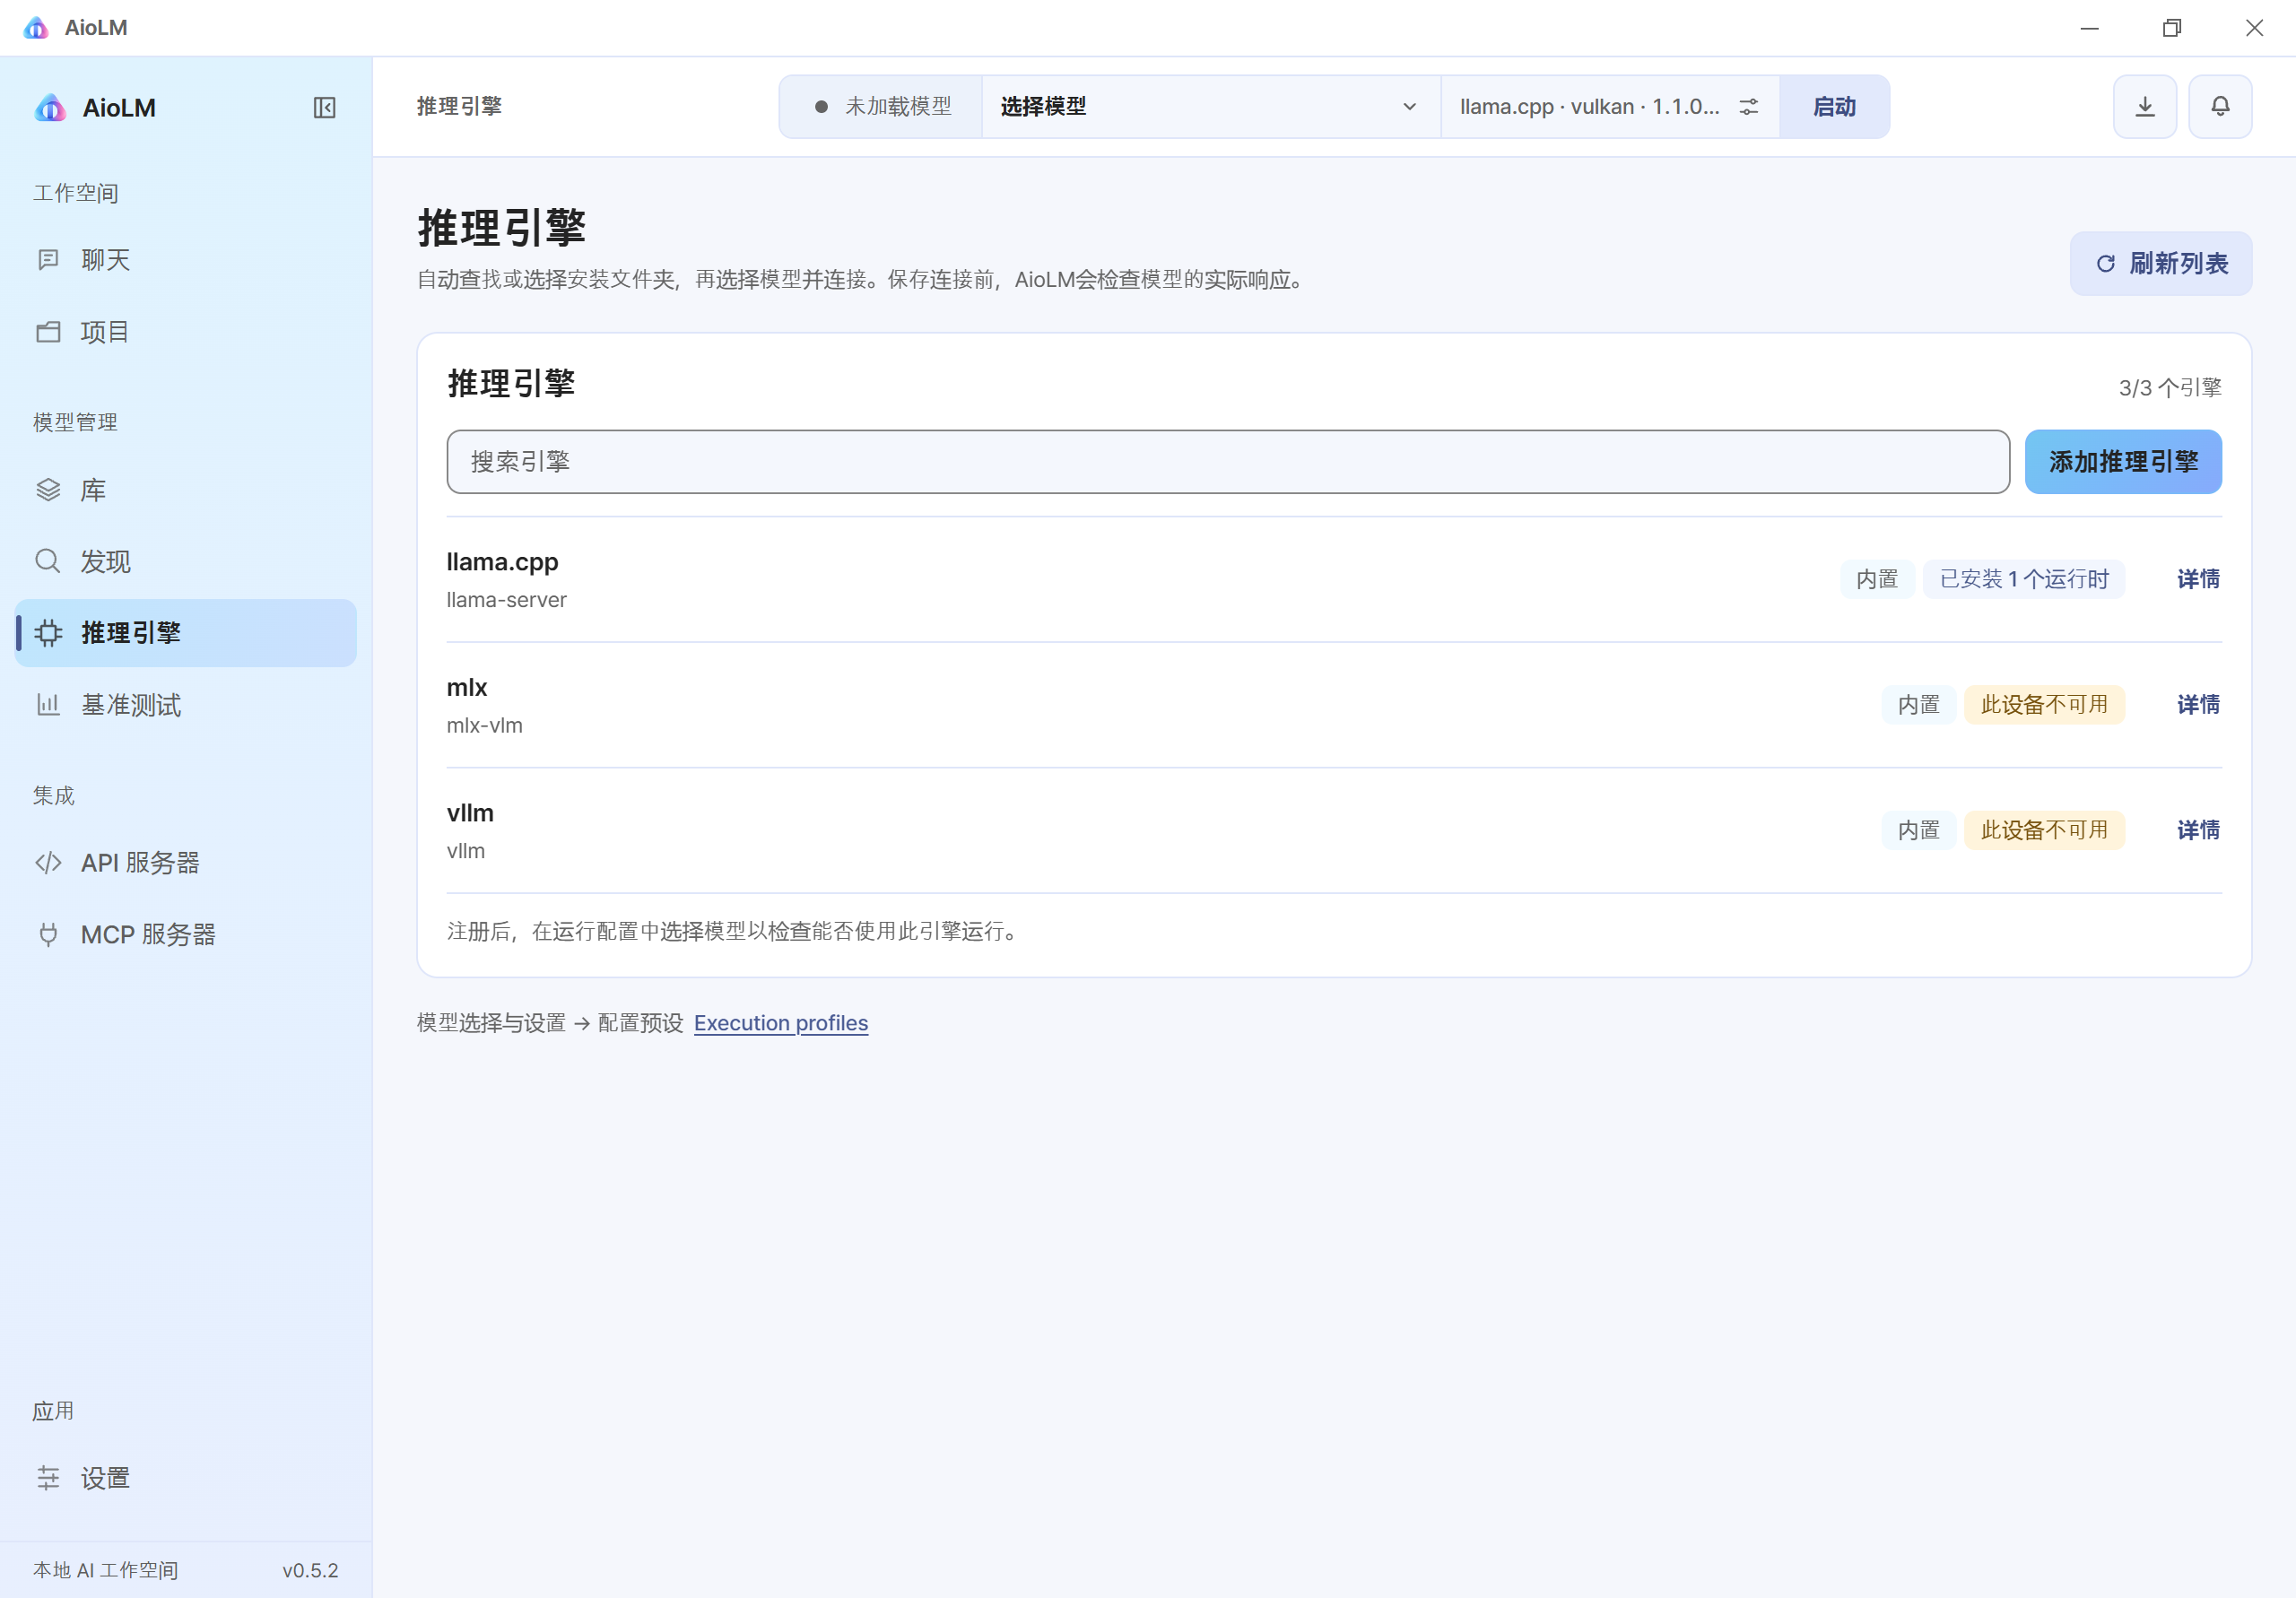 AioLM
AioLM
工作空间
聊天
项目
模型管理
库
发现
推理引擎
基准测试
集成
API 服务器
MCP 服务器
应用
设置
本地 AI 工作空间 v0.5.2
推理引擎 未加载模型 选择模型 llama.cpp · vulkan · 1.1.0... 启动
推理引擎
自动查找或选择安装文件夹，再选择模型并连接。保存连接前，AioLM会检查模型的实际响应。
刷新列表
推理引擎
3/3 个引擎
搜索引擎 添加推理引擎
llama.cpp
llama-server
内置 已安装 1 个运行时 详情
mlx
mlx-vlm
内置 此设备不可用 详情
vllm
vllm
内置 此设备不可用 详情
注册后，在运行配置中选择模型以检查能否使用此引擎运行。
模型选择与设置 → 配置预设 Execution profiles